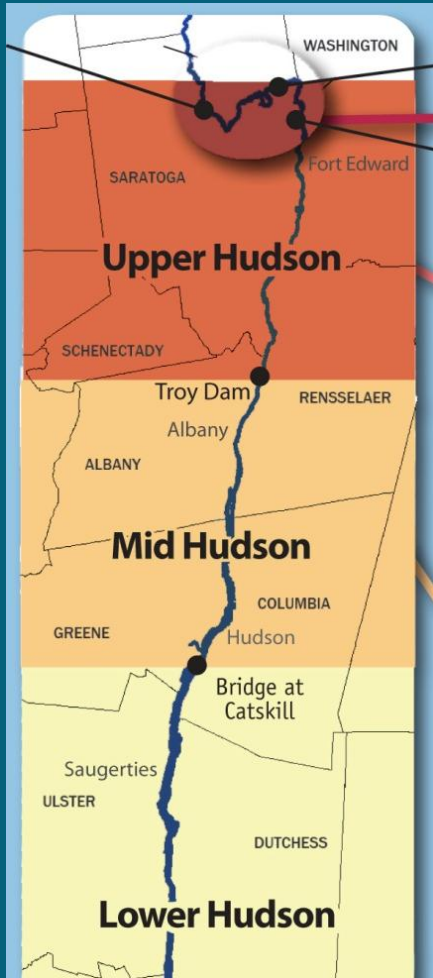 WASHINGTON
Fort Edward
SARATOGA
Upper Hudson
SCHENECTADY
Troy Dam
RENSSELAER
Albany
ALBANY
Mid Hudson
COLUMBIA
GREENE
Hudson
Bridge at
Catskill
Saugerties
ULSTER
DUTCHESS
Lower Hudson